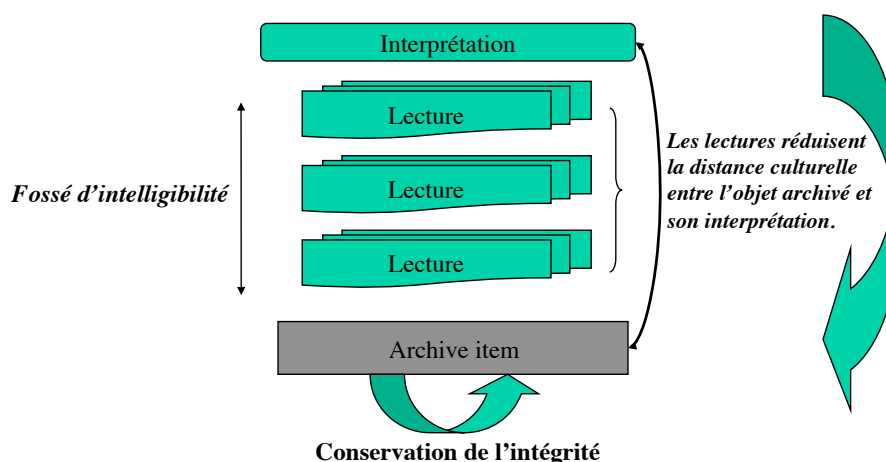 Interprétation
Lecture
Fossé d'intelligibilité
Lecture
Lecture
Les lectures réduisent
la distance culturelle
entre l'objet archivé et
son interprétation.
Archive item
Conservation de l'intégrité